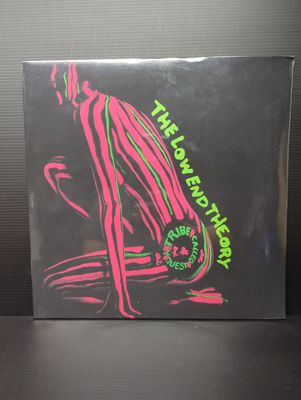 THE LOW END THEORY
A TRIBE CALLED QUEST